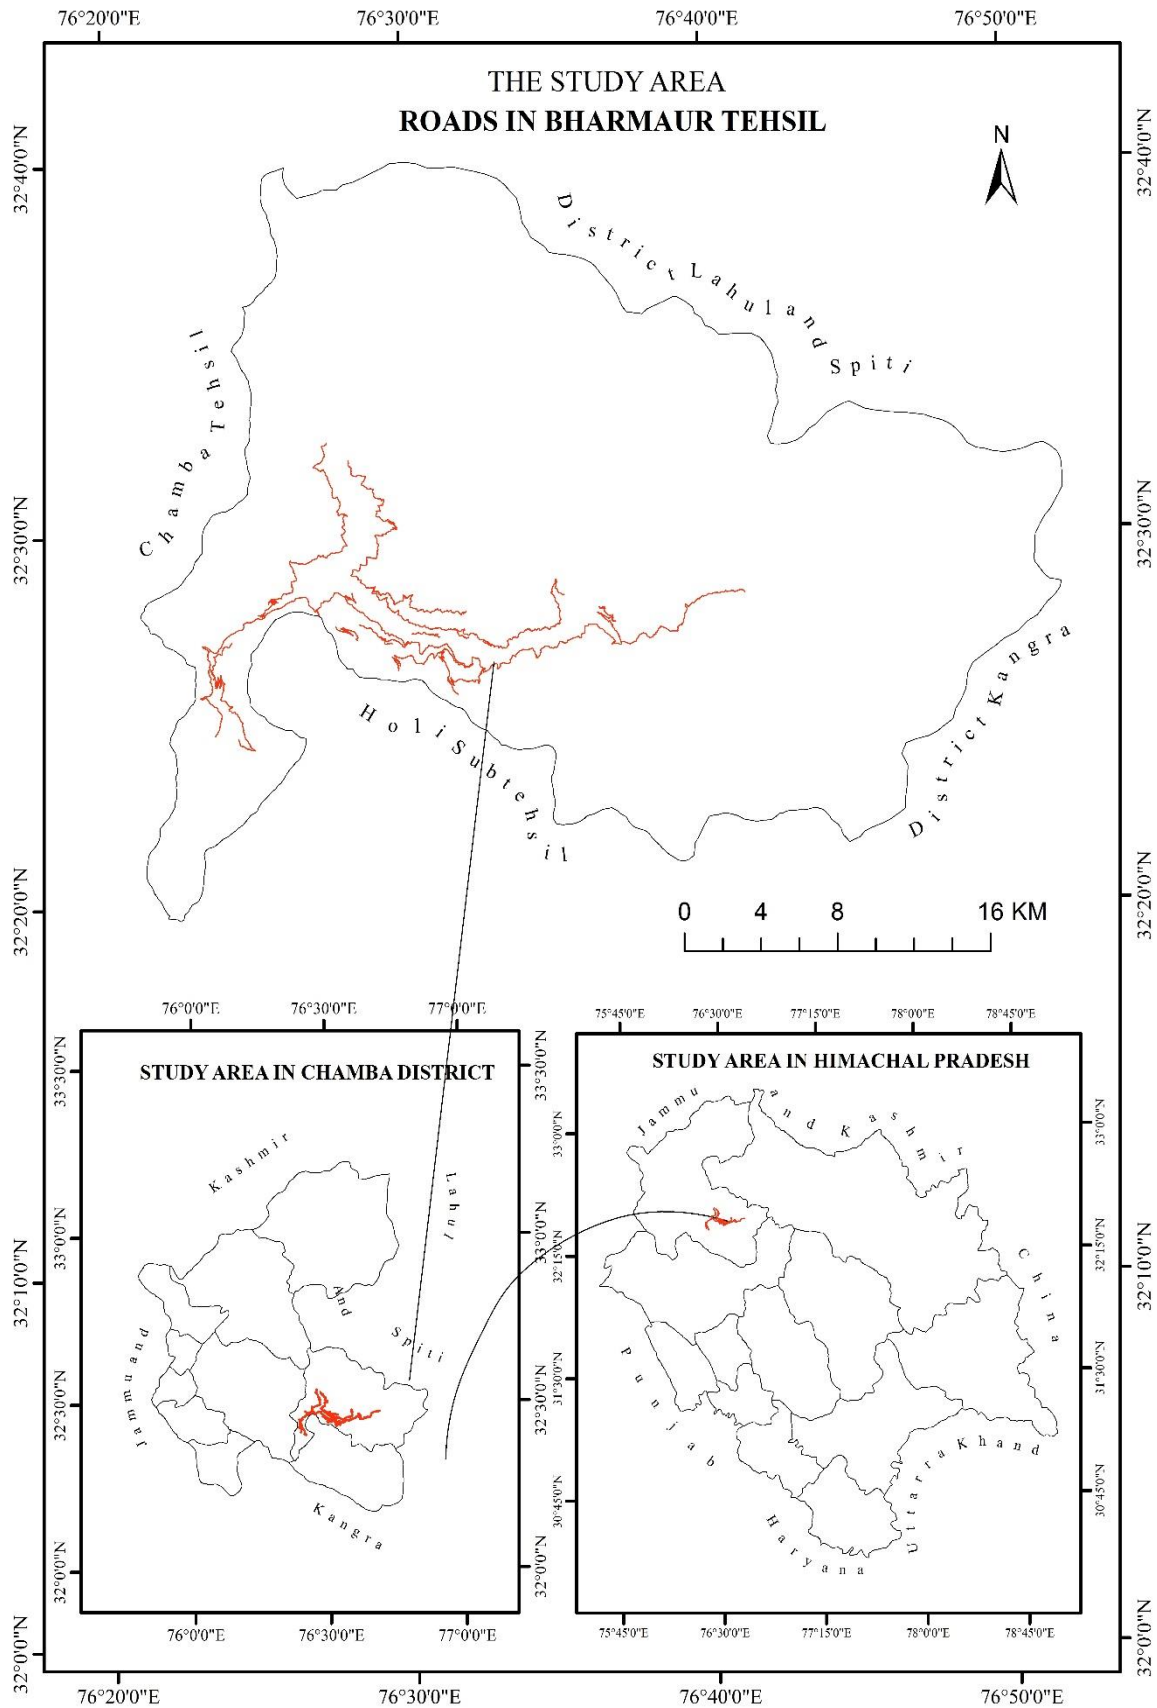 76°20'0"E 76°30'0"E 76°40'0"E 76°50'0"E
THE STUDY AREA
ROADS IN BHARMAUR TEHSIL
N
32°40'0"N
32°40'0"N
District Lahul and Spiti
Chamba Tehsil
32°30'0"N
32°30'0"N
District Kangra
Holi Subtehsil
32°20'0"N
32°20'0"N
0 4 8 16 KM
32°10'0"N
32°10'0"N
32°0'0"N
32°0'0"N
76°0'0"E 76°30'0"E 77°0'0"E
STUDY AREA IN CHAMBA DISTRICT
33°30'0"N
33°30'0"N
Kashmir
Lahul
33°0'0"N
33°0'0"N
And
Spiti
Jammu and
32°30'0"N
32°30'0"N
Kangra
32°0'0"N
32°0'0"N
76°0'0"E 76°30'0"E 77°0'0"E
75°45'0"E 76°30'0"E 77°15'0"E 78°0'0"E 78°45'0"E
STUDY AREA IN HIMACHAL PRADESH
Jammu
and Kashmir
33°0'0"N
33°0'0"N
32°15'0"N
32°15'0"N
China
31°30'0"N
31°30'0"N
Punjab
Uttarra Khand
30°45'0"N
30°45'0"N
Haryana
75°45'0"E 76°30'0"E 77°15'0"E 78°0'0"E 78°45'0"E
76°20'0"E 76°30'0"E 76°40'0"E 76°50'0"E